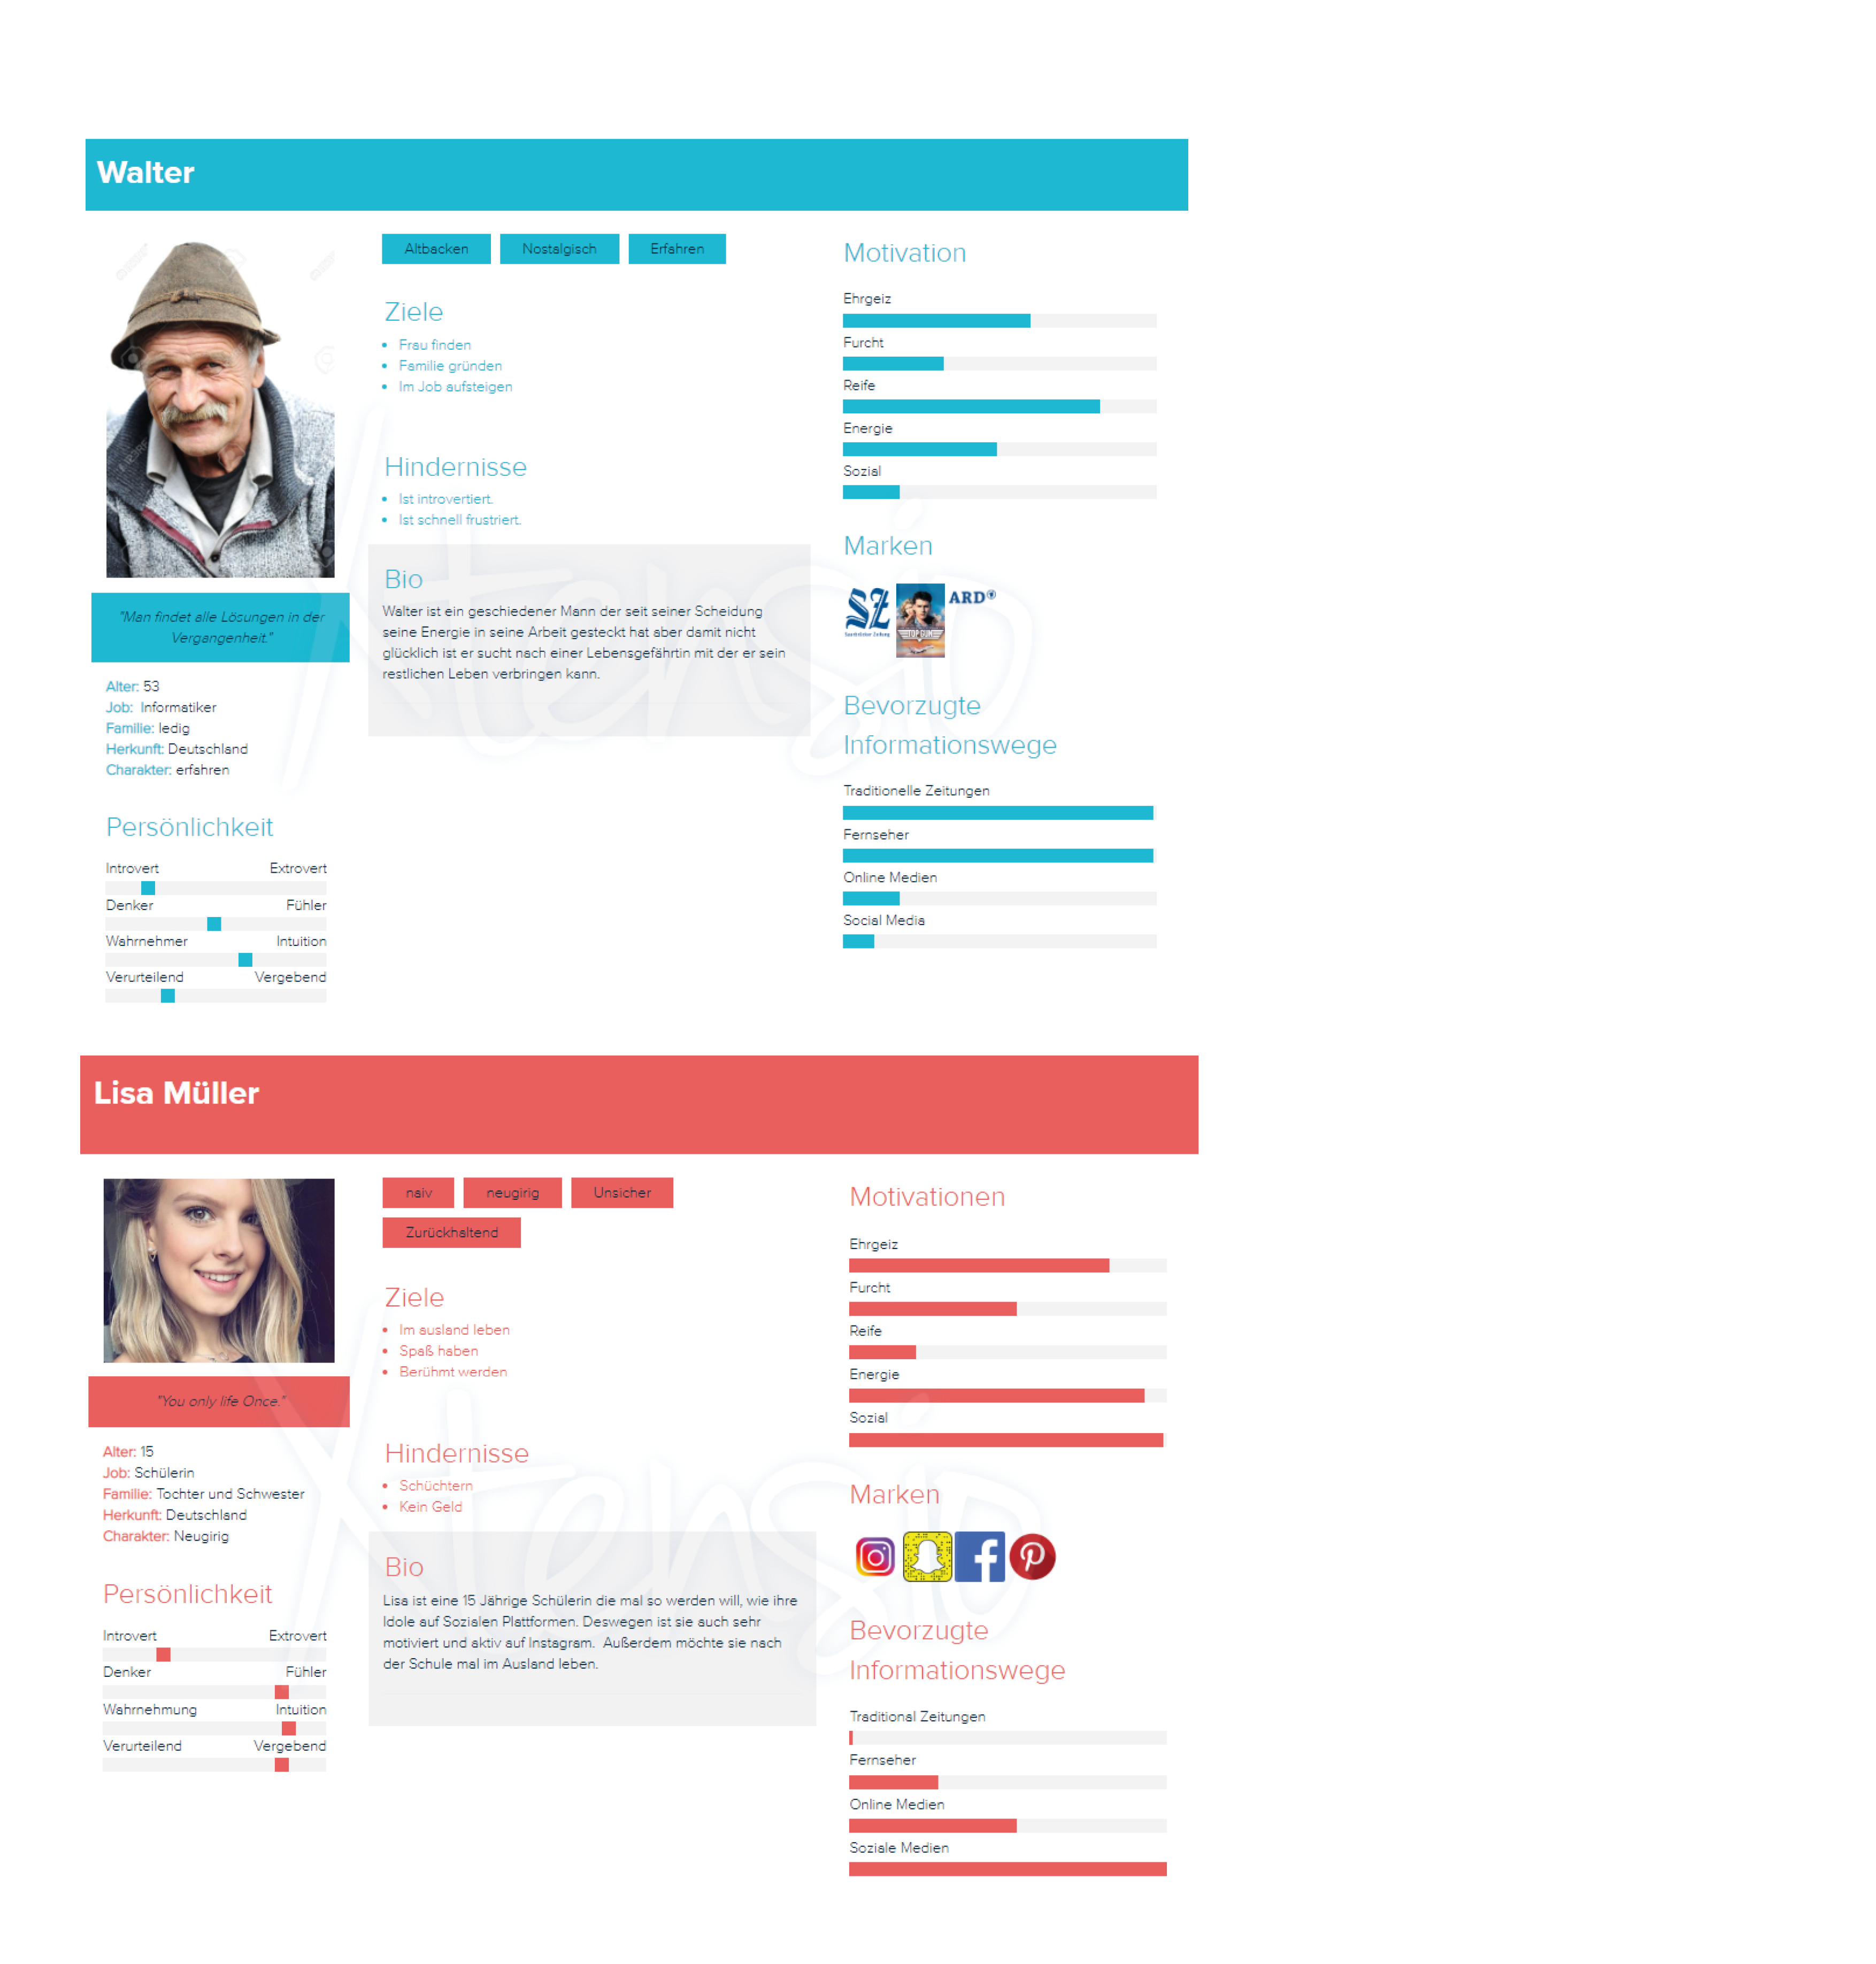 Walter
Altbacken Nostalgisch Erfahren
Ziele
Frau finden
Familie gründen
Im Job aufsteigen
Hindernisse
Ist introvertiert.
Ist schnell frustriert.
Bio
Walter ist ein geschiedener Mann der seit seiner Scheidung
seine Energie in seine Arbeit gesteckt hat aber damit nicht
glücklich ist er sucht nach einer Lebensgefährtin mit der er sein
restlichen Leben verbringen kann.
"Man findet alle Lösungen in der
Vergangenheit."
Alter: 53
Job: Informatiker
Familie: ledig
Herkunft: Deutschland
Charakter: erfahren
Persönlichkeit
Introvert Extrovert
Denker Fühler
Wahrnehmer Intuition
Verurteilend Vergebend
Motivation
Ehrgeiz
Furcht
Reife
Energie
Sozial
Marken
SZ
Süddeutsche Zeitung
TOP GUN
ARD
Bevorzugte
Informationswege
Traditionelle Zeitungen
Fernseher
Online Medien
Social Media
Xtensio
Lisa Müller
naiv neugirig Unsicher
Zurückhaltend
Ziele
Im ausland leben
Spaß haben
Berühmt werden
Hindernisse
Schüchtern
Kein Geld
Bio
Lisa ist eine 15 Jährige Schülerin die mal so werden will, wie ihre
Idole auf Sozialen Plattformen. Deswegen ist sie auch sehr
motiviert und aktiv auf Instagram. Außerdem möchte sie nach
der Schule mal im Ausland leben.
"You only life Once."
Alter: 15
Job: Schülerin
Familie: Tochter und Schwester
Herkunft: Deutschland
Charakter: Neugirig
Persönlichkeit
Introvert Extrovert
Denker Fühler
Wahrnehmung Intuition
Verurteilend Vergebend
Motivationen
Ehrgeiz
Furcht
Reife
Energie
Sozial
Marken
Bevorzugte
Informationswege
Traditional Zeitungen
Fernseher
Online Medien
Soziale Medien
Xtensio